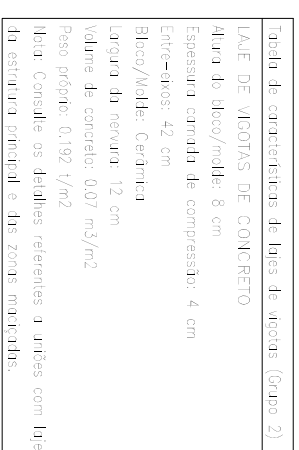 Tabela de características de lajes de vigotas (Grupo 2)
LAJE DE VIGOTAS DE CONCRETO
Altura do bloco/molde: 8 cm
Espessura camada de compressão: 4 cm
Entre-eixos: 42 cm
Bloco/Molde: Cerâmica
Largura da nervura: 12 cm
Volume de concreto: 0.07 m3/m2
Peso próprio: 0.192 t/m2
Nota: Consulte os detalhes referentes a uniões com laje
da estrutura principal e das zonas maciçadas.